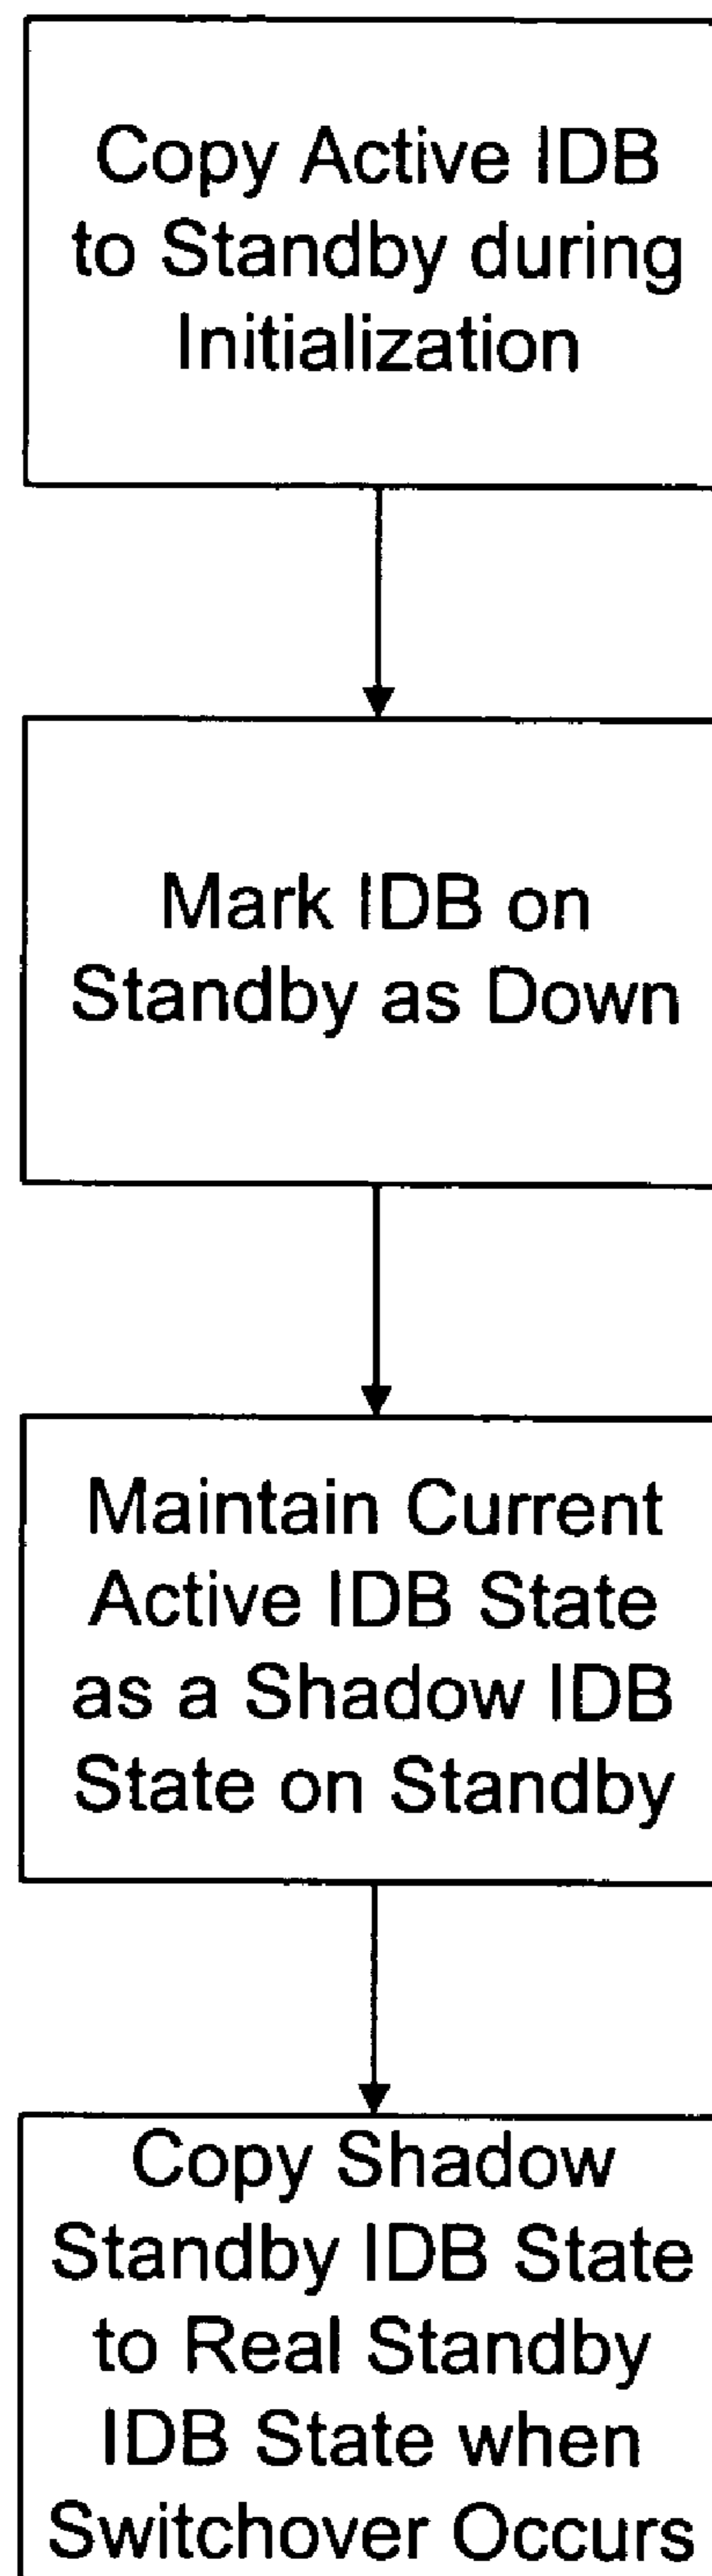 Copy Active IDB
to Standby during
Initialization
Mark IDB on
Standby as Down
Maintain Current
Active IDB State
as a Shadow IDB
State on Standby
Copy Shadow
Standby IDB State
to Real Standby
IDB State when
Switchover Occurs